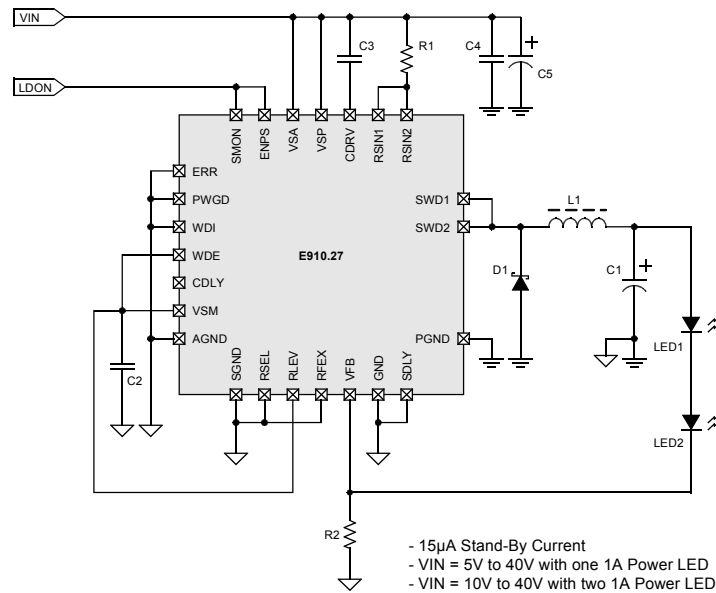 VIN
C3
R1
C4
C5
LDON
SMON
ENPS
VSA
VSP
CDRV
RSIN1
RSIN2
ERR
PWGD
WDI
WDE
CDLY
VSM
AGND
E910.27
SWD1
SWD2
PGND
L1
D1
C1
LED1
LED2
C2
SGND
RSEL
RLEV
RFEX
VFB
GND
SDLY
R2
- 15µA Stand-By Current
- VIN = 5V to 40V with one 1A Power LED
- VIN = 10V to 40V with two 1A Power LED